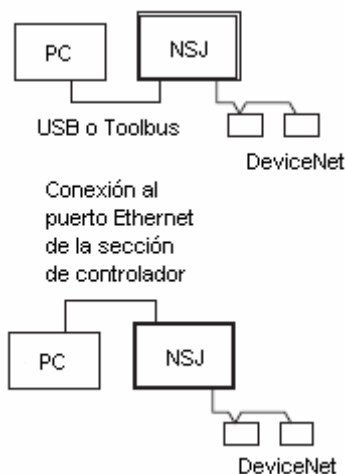 PC
NSJ
USB o Toolbus
DeviceNet
Conexión al
puerto Ethernet
de la sección
de controlador
PC
NSJ
DeviceNet